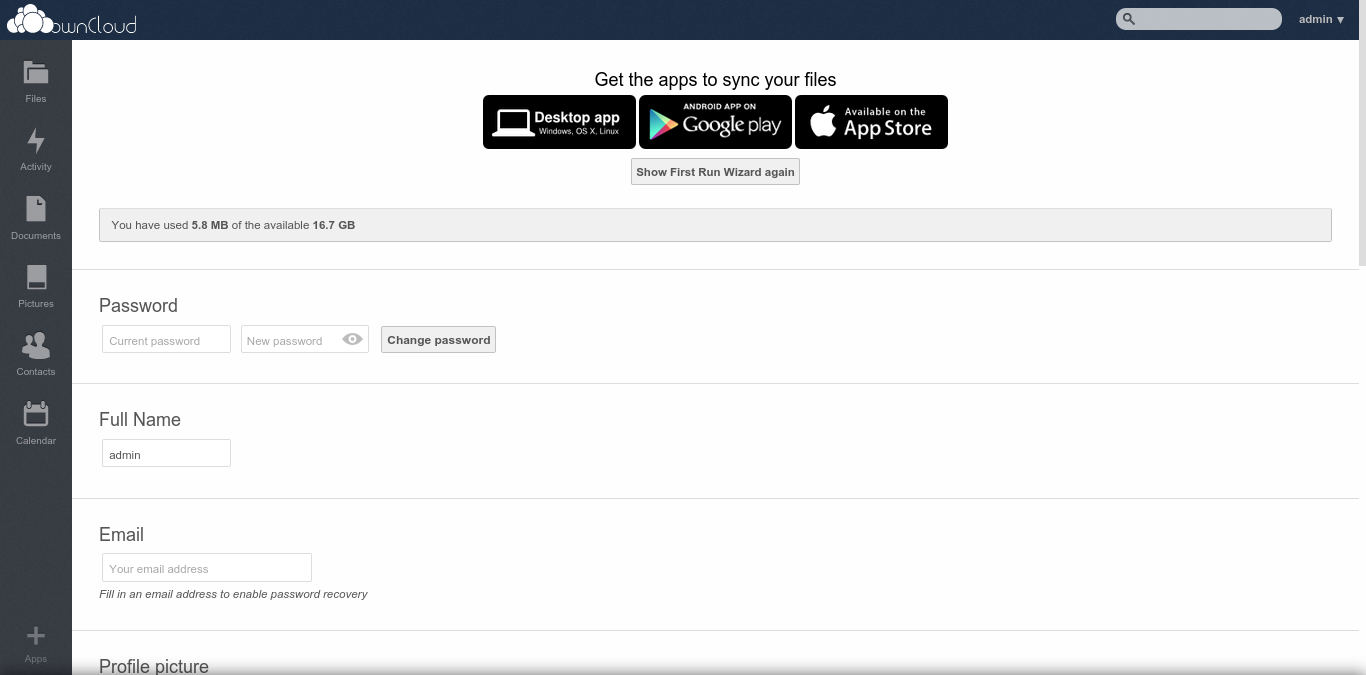 ownCloud
admin ▼
Files
Activity
Documents
Pictures
Contacts
Calendar
Apps
Get the apps to sync your files
Desktop app
Windows, OS X, Linux
ANDROID APP ON
Google play
Available on the
App Store
Show First Run Wizard again
You have used 5.8 MB of the available 16.7 GB
Password
Current password
New password
Change password
Full Name
admin
Email
Your email address
Fill in an email address to enable password recovery
Profile picture